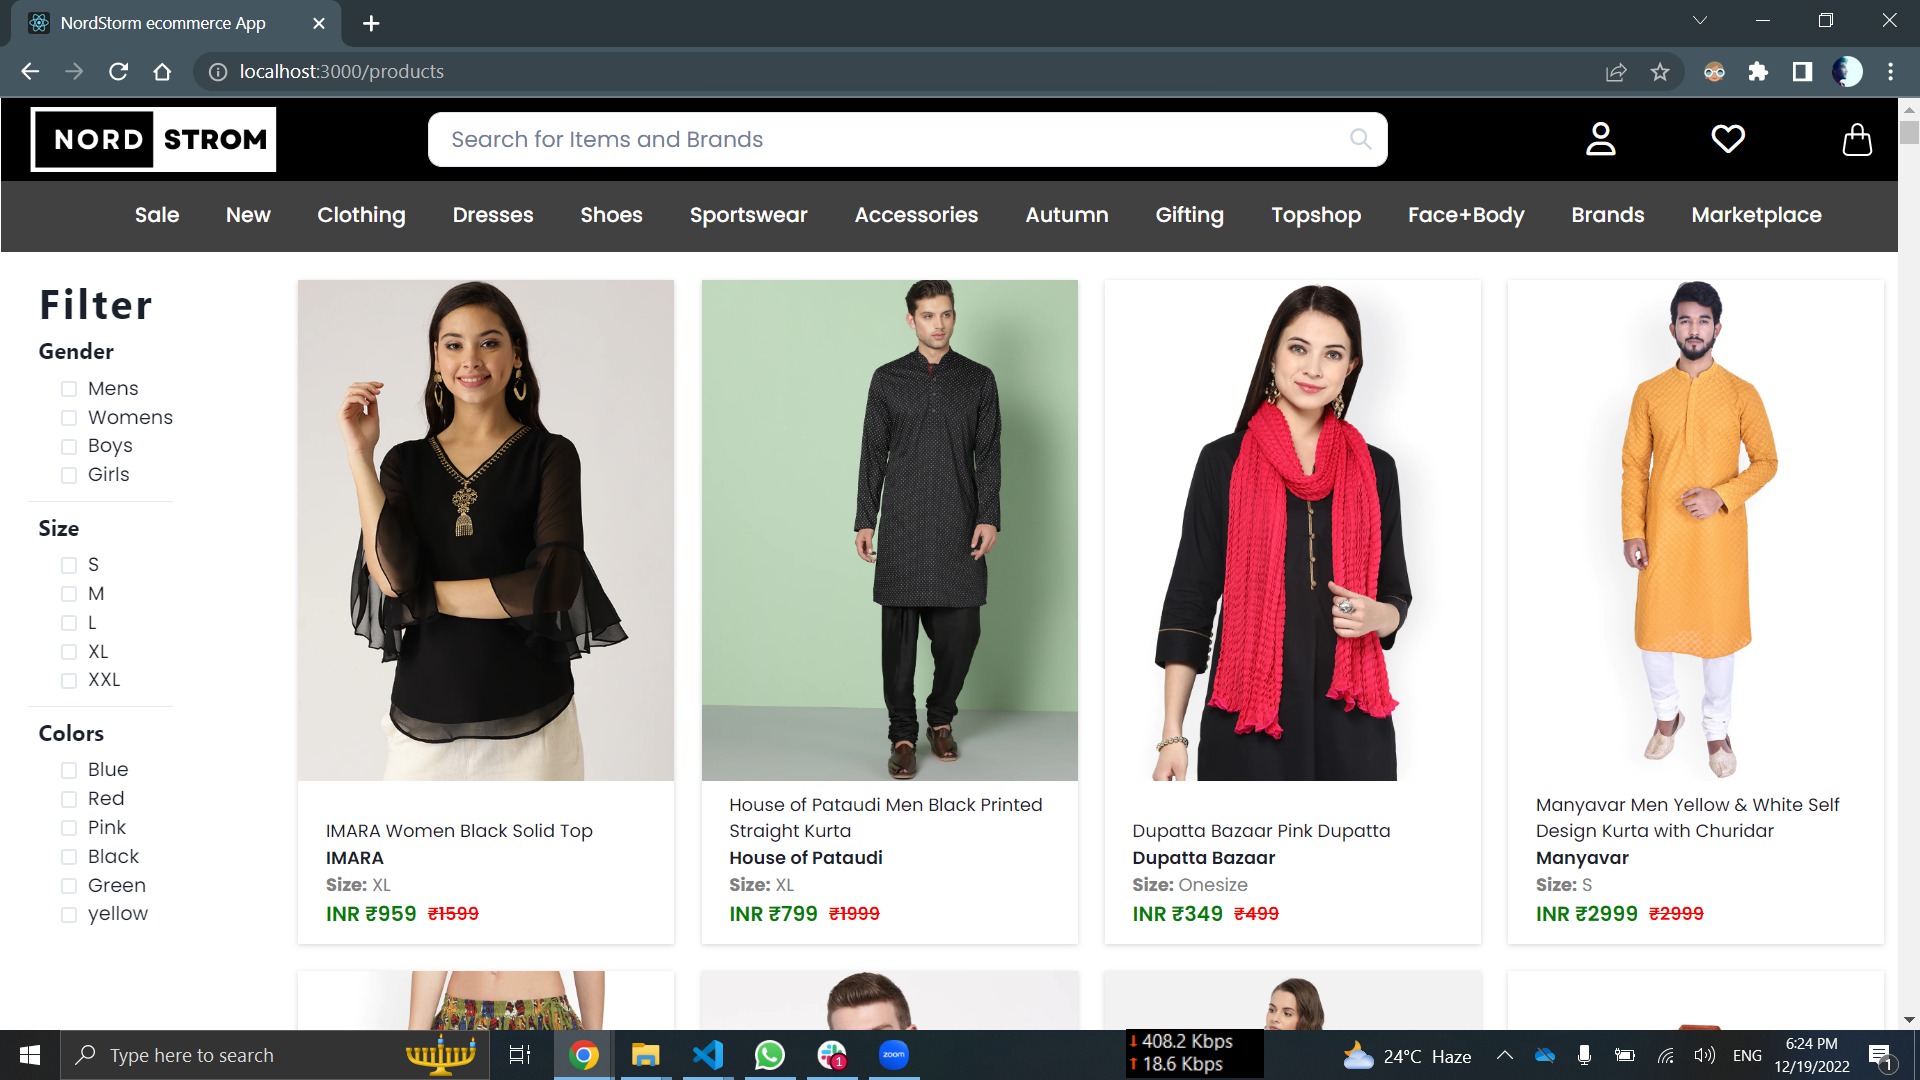 NordStorm ecommerce App
localhost:3000/products
NORD STROM
Search for Items and Brands
Sale New Clothing Dresses Shoes Sportswear Accessories Autumn Gifting Topshop Face+Body Brands Marketplace
Filter
Gender
Mens
Womens
Boys
Girls
Size
S
M
L
XL
XXL
Colors
Blue
Red
Pink
Black
Green
yellow
IMARA Women Black Solid Top
IMARA
Size: XL
INR ₹959 ₹1599
House of Pataudi Men Black Printed
Straight Kurta
House of Pataudi
Size: XL
INR ₹799 ₹1999
Dupatta Bazaar Pink Dupatta
Dupatta Bazaar
Size: Onesize
INR ₹349 ₹499
Manyavar Men Yellow & White Self
Design Kurta with Churidar
Manyavar
Size: S
INR ₹2999 ₹2999
Type here to search
1
zoom
408.2 Kbps
18.6 Kbps
24°C Haze
ENG
6:24 PM
12/19/2022
1